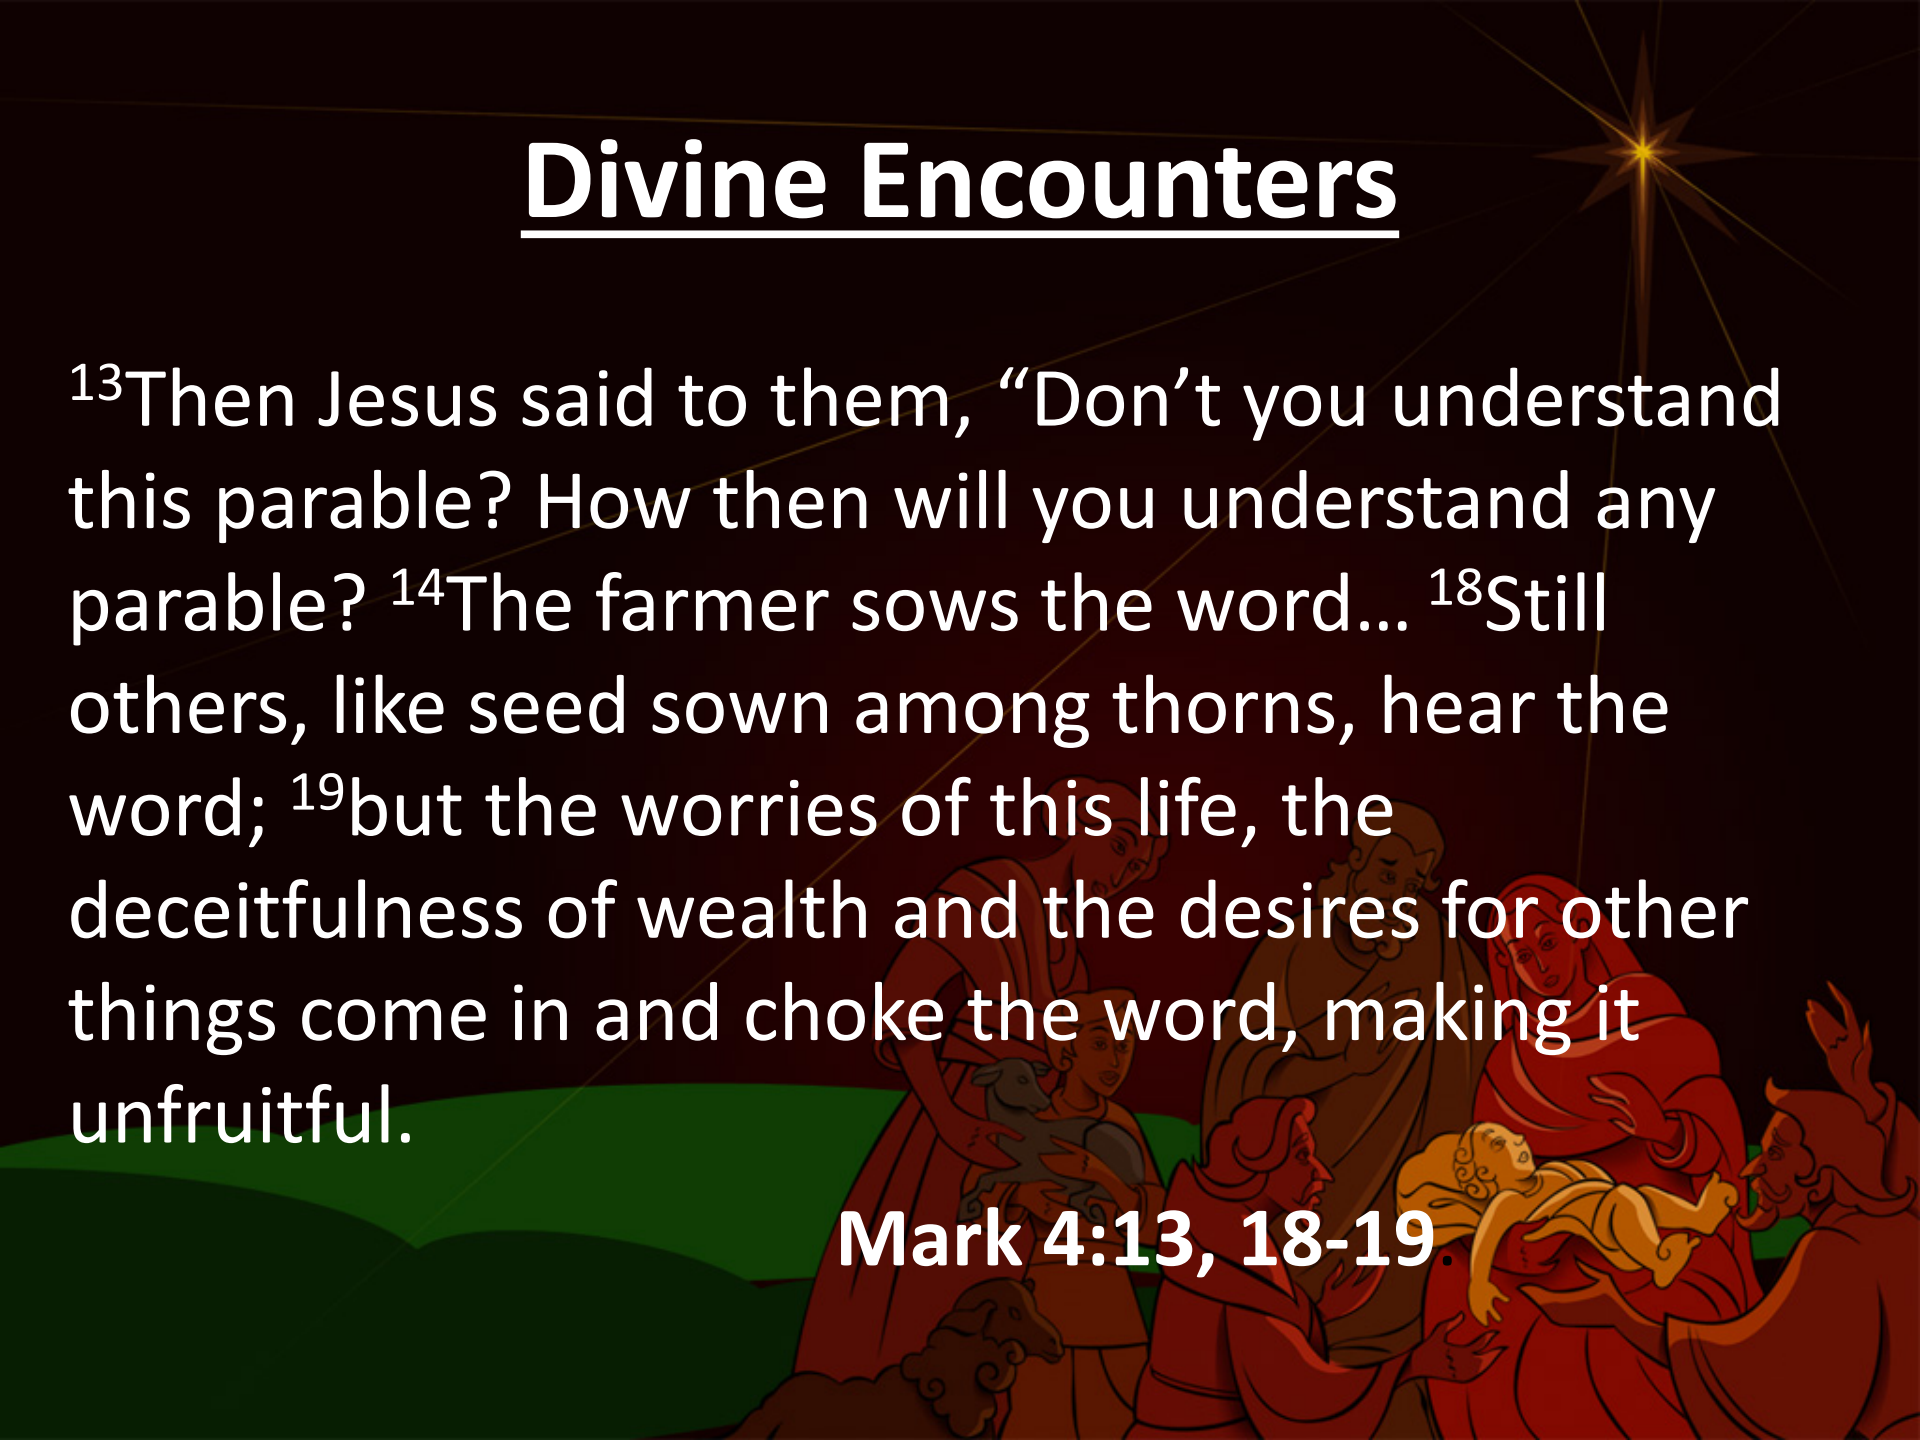 Divine Encounters
¹³Then Jesus said to them, “Don’t you understand
this parable? How then will you understand any
parable? ¹⁴The farmer sows the word… ¹⁸Still
others, like seed sown among thorns, hear the
word; ¹⁹but the worries of this life, the
deceitfulness of wealth and the desires for other
things come in and choke the word, making it
unfruitful.
Mark 4:13, 18-19.